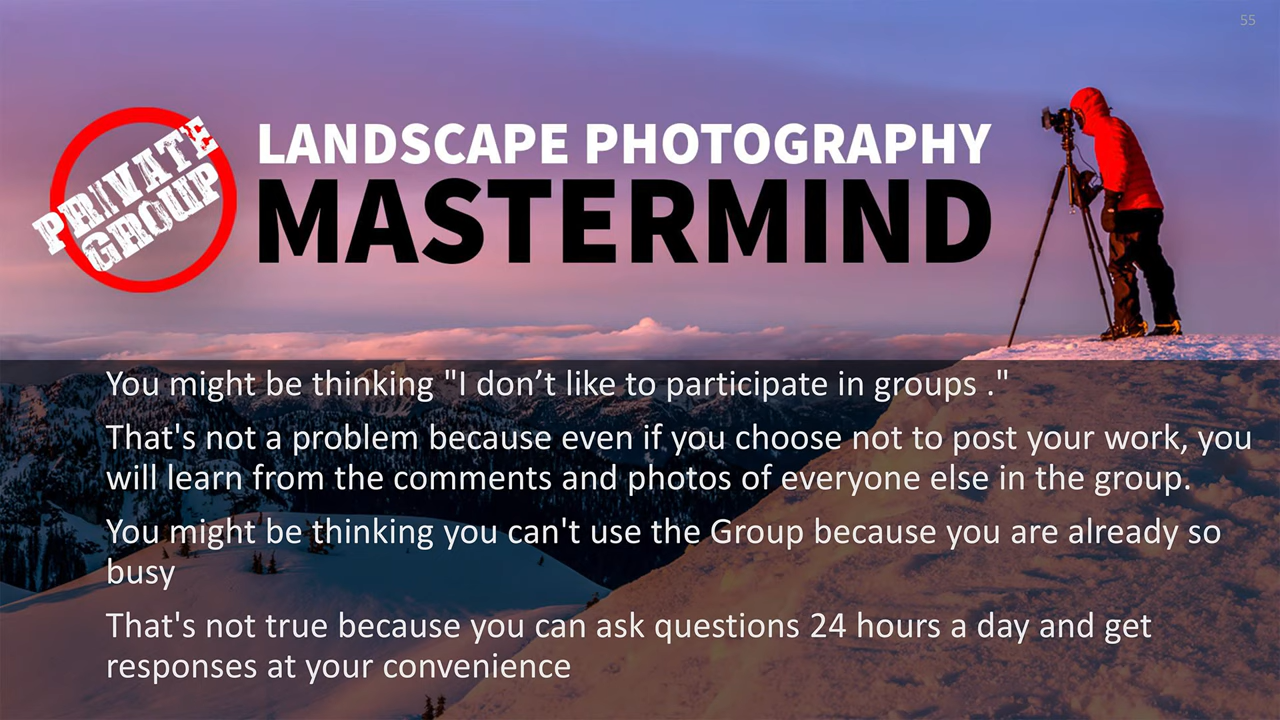 55
PRIVATE
GROUP
LANDSCAPE PHOTOGRAPHY
MASTERMIND
You might be thinking "I don’t like to participate in groups ."
That's not a problem because even if you choose not to post your work, you
will learn from the comments and photos of everyone else in the group.
You might be thinking you can't use the Group because you are already so
busy
That's not true because you can ask questions 24 hours a day and get
responses at your convenience